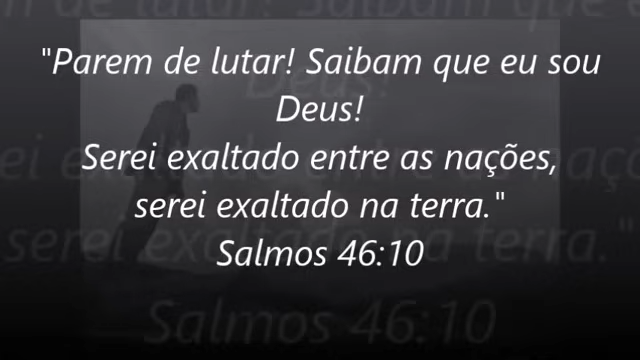 "Parem de lutar! Saibam que eu sou
Deus!
Serei exaltado entre as nações,
serei exaltado na terra."
Salmos 46:10